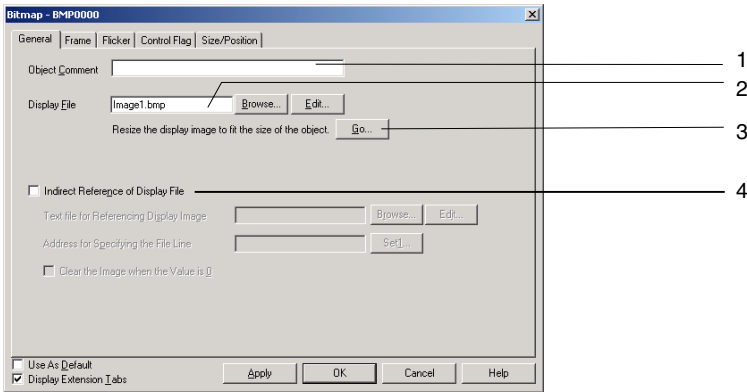 Bitmap - BMP0000
General Frame Flicker Control Flag Size/Position
Object Comment 1
Display File Image1.bmp Browse... Edit... 2
Resize the display image to fit the size of the object. Go... 3
Indirect Reference of Display File 4
Text file for Referencing Display Image Browse... Edit...
Address for Specifying the File Line Set1...
Clear the Image when the Value is 0
Use As Default
Display Extension Tabs Apply OK Cancel Help